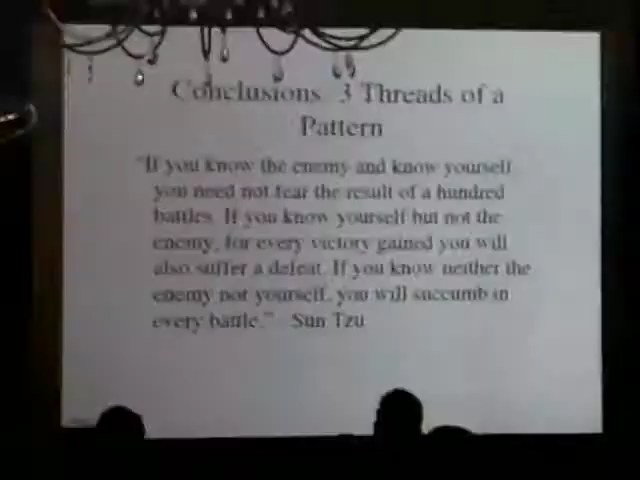 Conclusions 3 Threads of a
Pattern
"If you know the enemy and know yourself
you need not fear the result of a hundred
battles. If you know yourself but not the
enemy, for every victory gained you will
also suffer a defeat. If you know neither the
enemy not yourself, you will succumb in
every battle." Sun Tzu